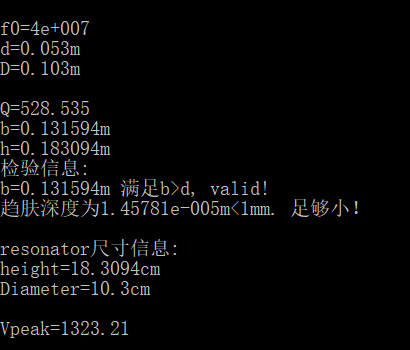 f0=4e+007
d=0.053m
D=0.103m
Q=528.535
b=0.131594m
h=0.183094m
检验信息:
b=0.131594m 满足b>d, valid!
趋肤深度为1.45781e-005m<1mm. 足够小!
resonator尺寸信息:
height=18.3094cm
Diameter=10.3cm
Vpeak=1323.21